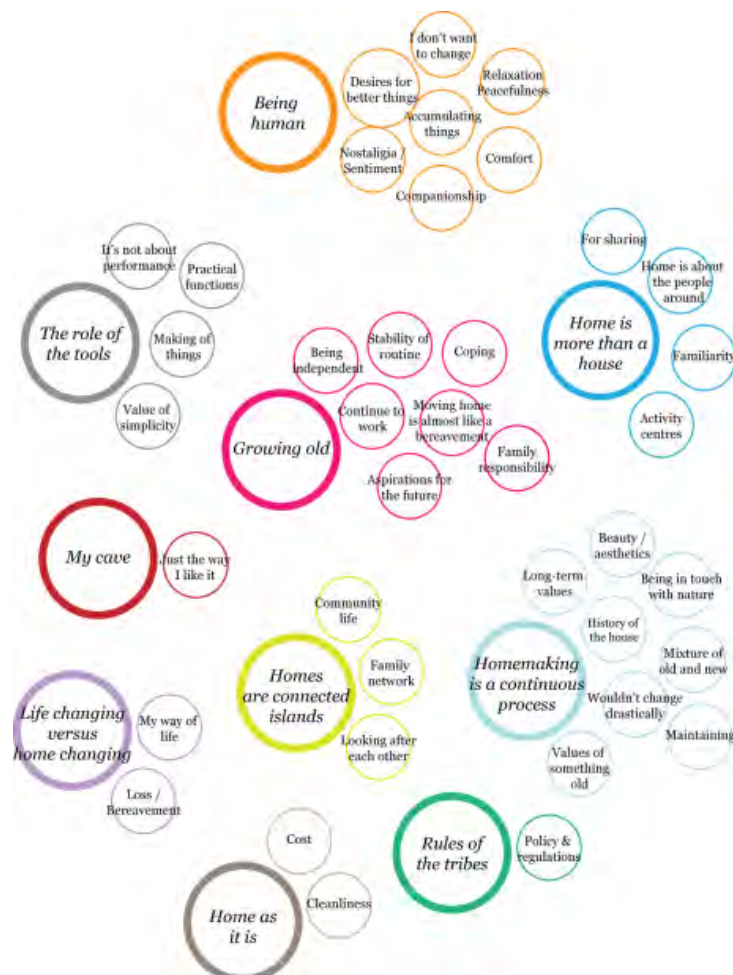 Being
human
I don't want
to change
Desires for
better things
Relaxation
Peacefulness
Accumulating
things
Nostaligia /
Sentiment
Comfort
Companionship
The role of
the tools
It's not about
performance
Practical
functions
Making of
things
Value of
simplicity
Home is
more than a
house
For sharing
Home is about
the people
around
Familiarity
Activity
centres
Growing old
Being
independent
Stability of
routine
Coping
Continue to
work
Moving home
is almost like a
bereavement
Family
responsibility
Aspirations for
the future
My cave
Just the way
I like it
Homes
are connected
islands
Community
life
Family
network
Looking after
each other
Homemaking
is a continuous
process
Beauty /
aesthetics
Long-term
values
Being in touch
with nature
History of
the house
Mixture of
old and new
Wouldn't change
drastically
Maintaining
Values of
something
old
Life changing
versus
home changing
My way of
life
Loss /
Bereavement
Rules of
the tribes
Policy &
regulations
Home as
it is
Cost
Cleanliness